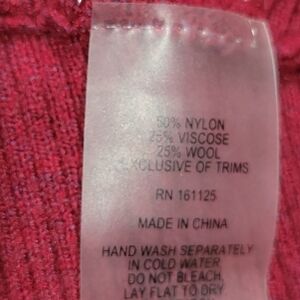 50% NYLON
25% VISCOSE
25% WOOL
EXCLUSIVE OF TRIMS
RN 161125
MADE IN CHINA
HAND WASH SEPARATELY
IN COLD WATER
DO NOT BLEACH.
LAY FLAT TO DRY